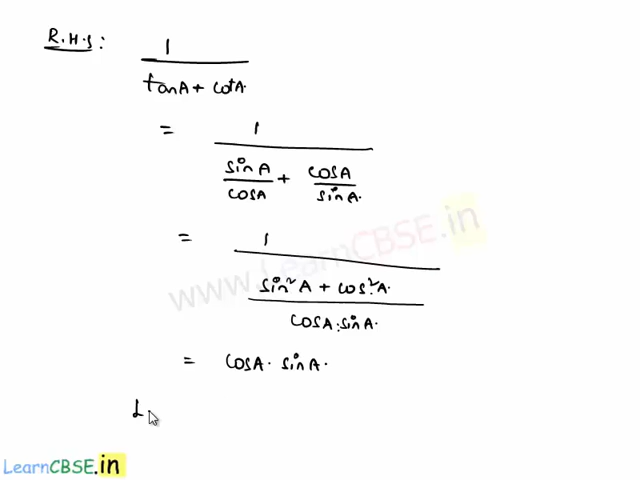 R.H.S :
1
tanA + cotA.
= 1
sinA + cosA
cosA sinA.
= 1
sin²A + cos²A.
cosA.sinA.
= cosA. sinA.
L
www.LearnCBSE.in
LearnCBSE.in